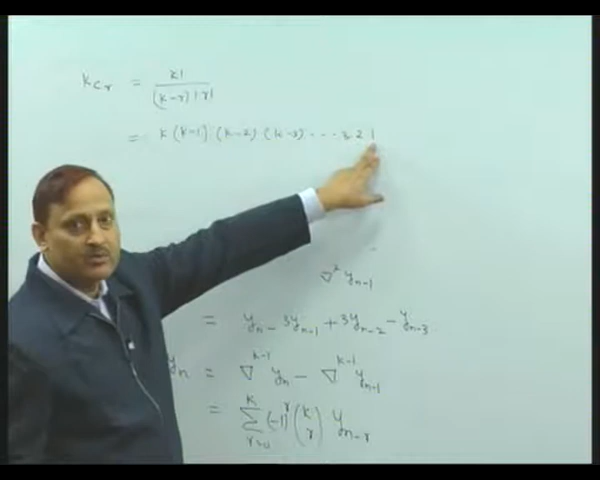 kCr = k! / (k-r)! r!
= k (k-1) (k-2) (k-3) .... 3 2 1
∇² yₙ₋₁
= yₙ - 3yₙ₋₁ + 3yₙ₋₂ - yₙ₋₃
yₙ = ∇ᵏ⁻¹ yₙ - ∇ᵏ⁻¹ yₙ₋₁
= Σ_{r=0}^{k} (-1)^r (k r) yₙ₋ᵣ